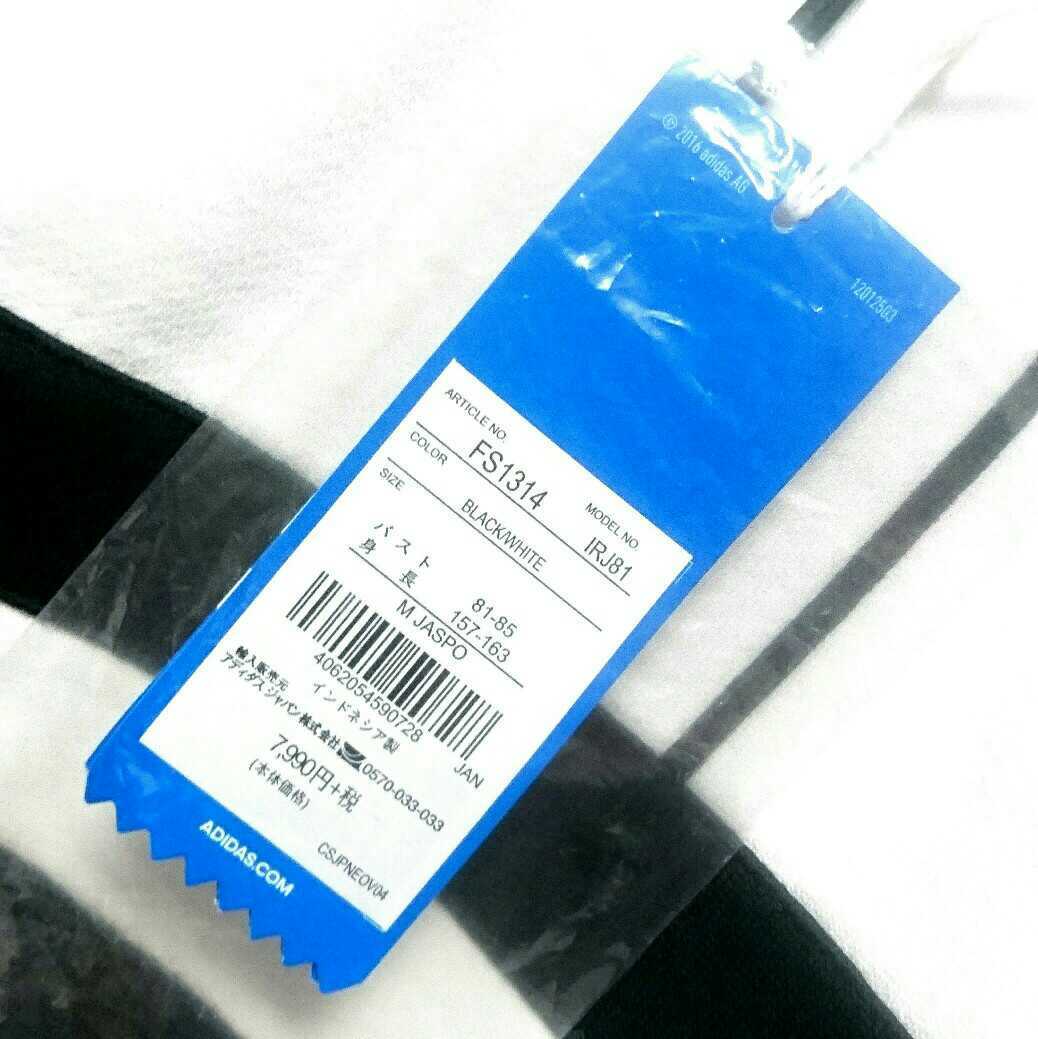 © 2016 adidas AG
12012503
ARTICLE NO. MODEL NO.
FS1314 IRJ81
COLOR
BLACK/WHITE
SIZE
バスト 81-85
身長 157-163
M JASPO
4062054590728 JAN
インドネシア製
輸入販売元
アディダスジャパン株式会社 0570-033-033
7,990円+税
(本体価格)
CSJPNEOV04
ADIDAS.COM